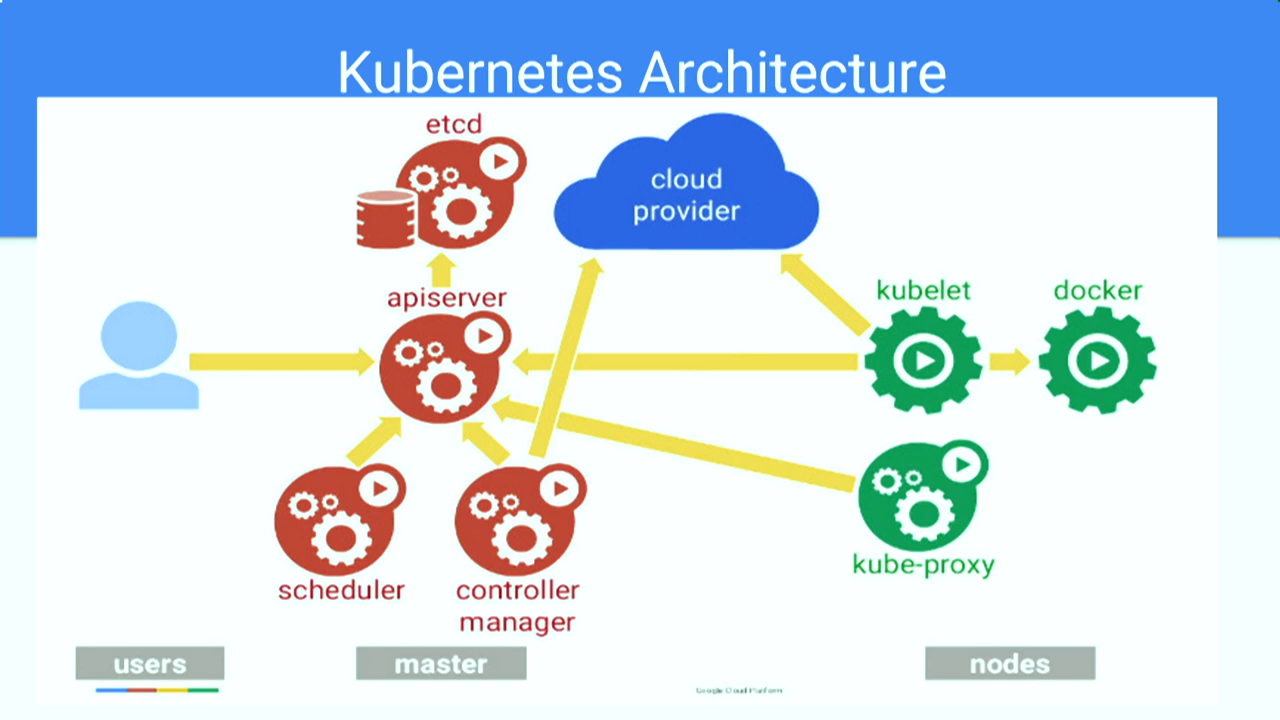 Kubernetes Architecture
etcd
cloud
provider
apiserver
kubelet
docker
scheduler
controller
manager
kube-proxy
users
master
nodes
Google Cloud Platform